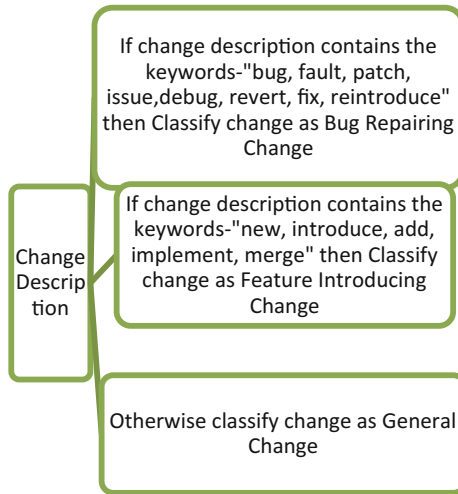 If change description contains the
keywords-"bug, fault, patch,
issue,debug, revert, fix, reintroduce"
then Classify change as Bug Repairing
Change
If change description contains the
keywords-"new, introduce, add,
implement, merge" then Classify
change as Feature Introducing
Change
Change
Descrip
tion
Otherwise classify change as General
Change